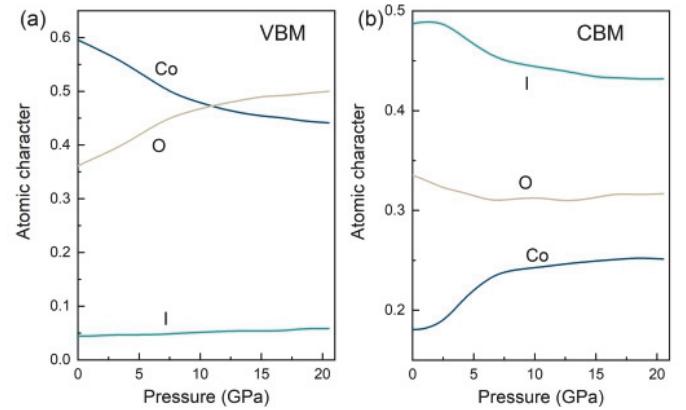 (a)
VBM
Atomic character
0.6
0.5
0.4
0.3
0.2
0.1
0.0
Co
O
I
0
5
10
15
20
Pressure (GPa)
(b)
CBM
Atomic character
0.5
0.4
0.3
0.2
I
O
Co
0
5
10
15
20
Pressure (GPa)